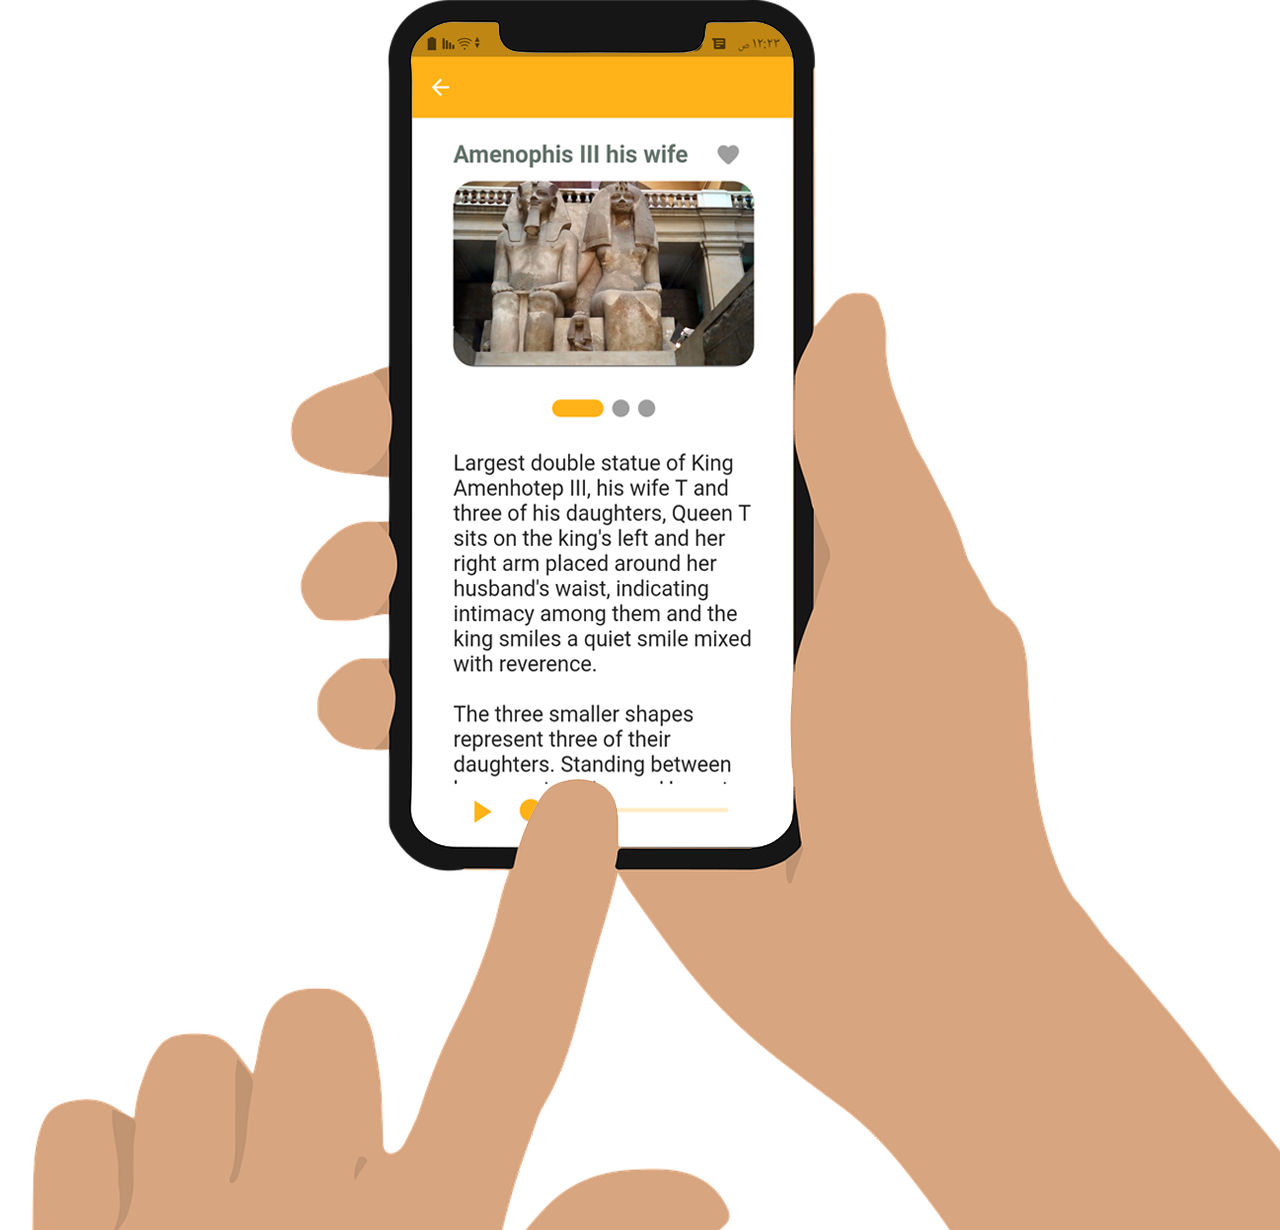 ١٢:٢٣ ص
Amenophis III his wife
Largest double statue of King
Amenhotep III, his wife T and
three of his daughters, Queen T
sits on the king's left and her
right arm placed around her
husband's waist, indicating
intimacy among them and the
king smiles a quiet smile mixed
with reverence.
The three smaller shapes
represent three of their
daughters. Standing between